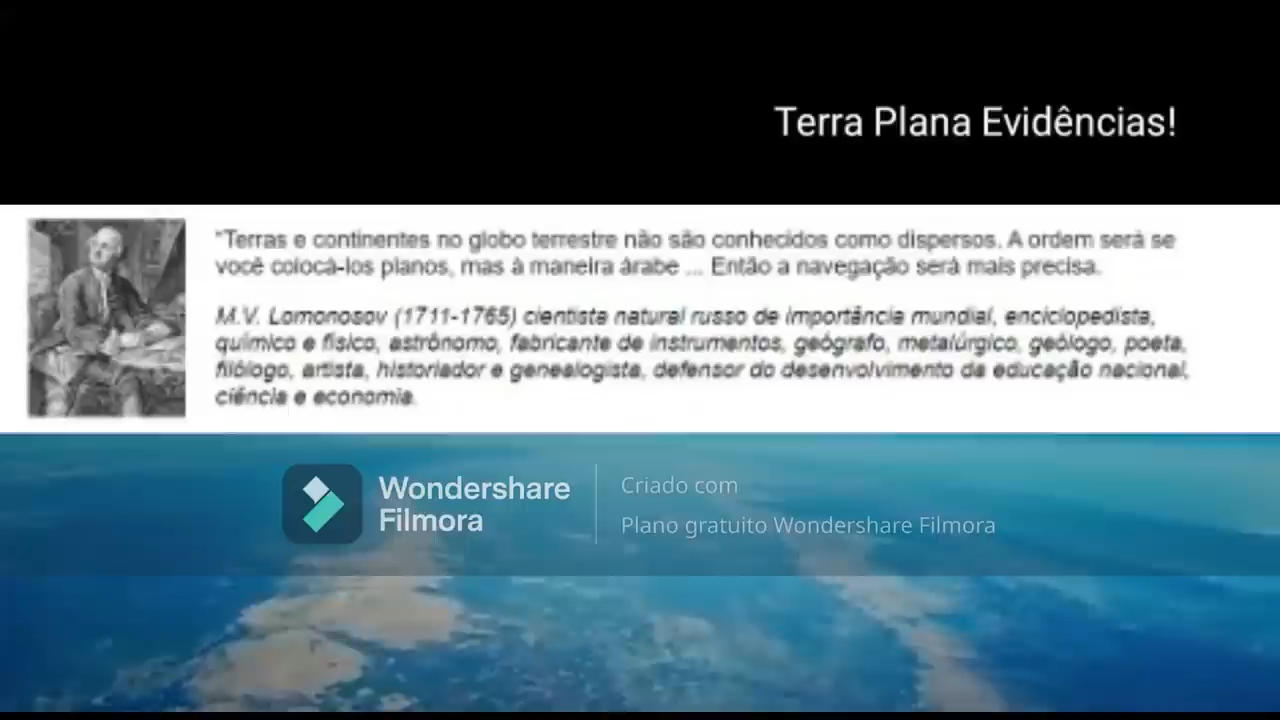 Terra Plana Evidências!
"Terras e continentes no globo terrestre não são conhecidos como dispersos. A ordem será se
você colocá-los planos, mas à maneira árabe ... Então a navegação será mais precisa.
M.V. Lomonosov (1711-1765) cientista natural russo de importância mundial, enciclopedista,
químico e físico, astrônomo, fabricante de instrumentos, geógrafo, metalúrgico, geólogo, poeta,
filólogo, artista, historiador e genealogista, defensor do desenvolvimento da educação nacional,
ciência e economia.
Wondershare
Filmora
Criado com
Plano gratuito Wondershare Filmora